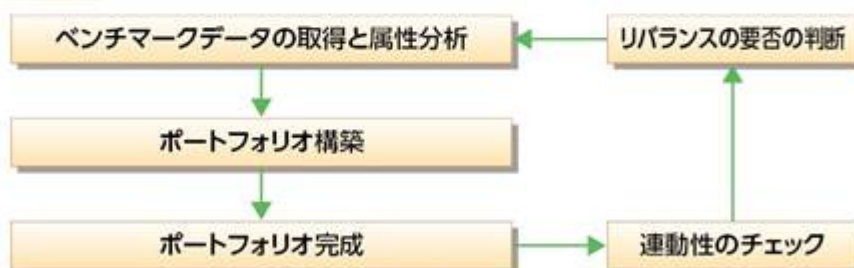 ベンチマークデータの取得と属性分析
リバランスの要否の判断
ポートフォリオ構築
ポートフォリオ完成
連動性のチェック